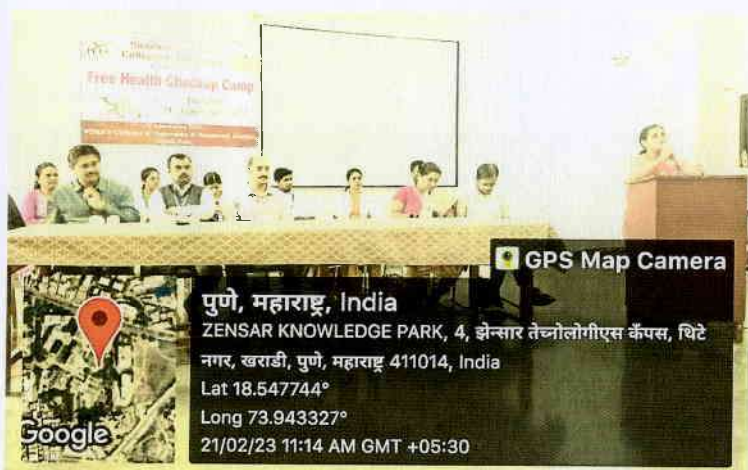 Free Health Checkup Camp
GPS Map Camera
पुणे, महाराष्ट्र, India
ZENSAR KNOWLEDGE PARK, 4, झेन्सार तेच्नोलोगीएस कॅंपस, थिटे
नगर, खराडी, पुणे, महाराष्ट्र 411014, India
Lat 18.547744°
Long 73.943327°
21/02/23 11:14 AM GMT +05:30
Google